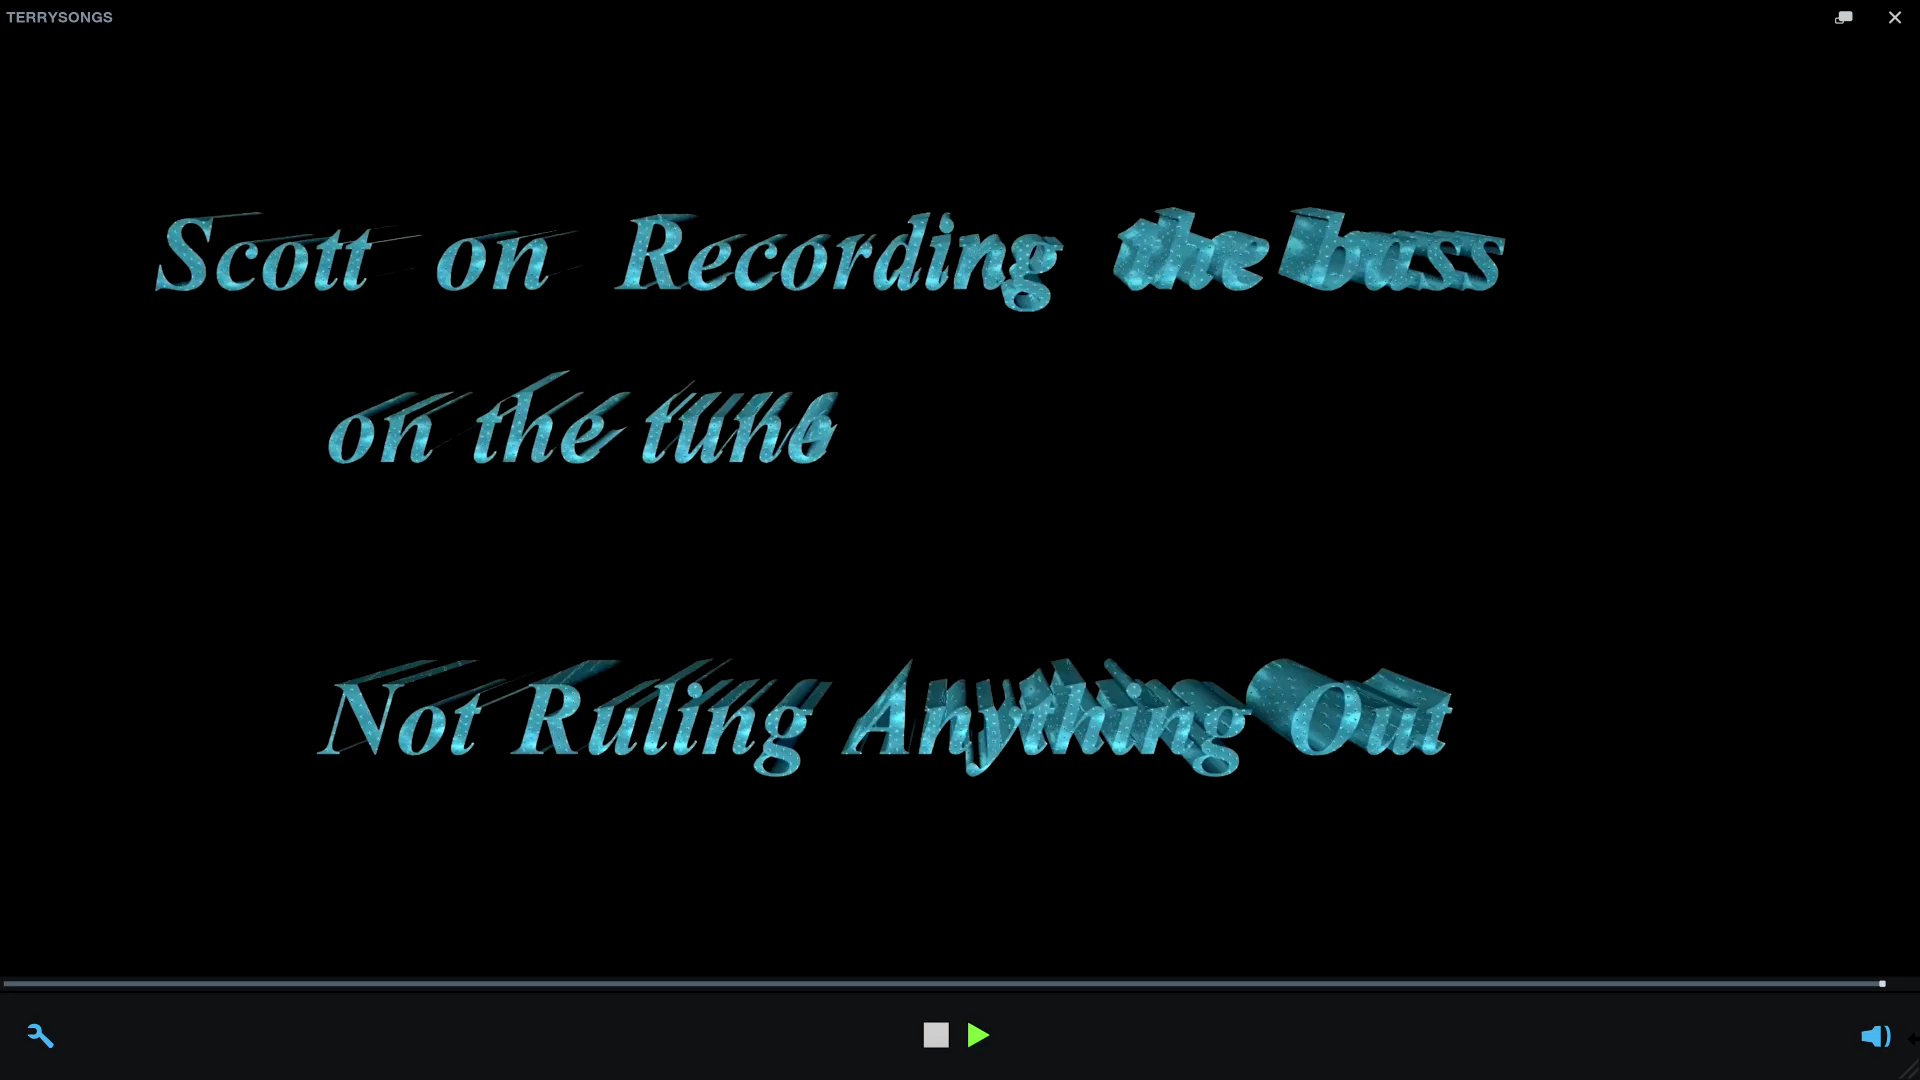 TERRYSONGS
Scott on Recording the bass
on the tune
Not Ruling Anything Out